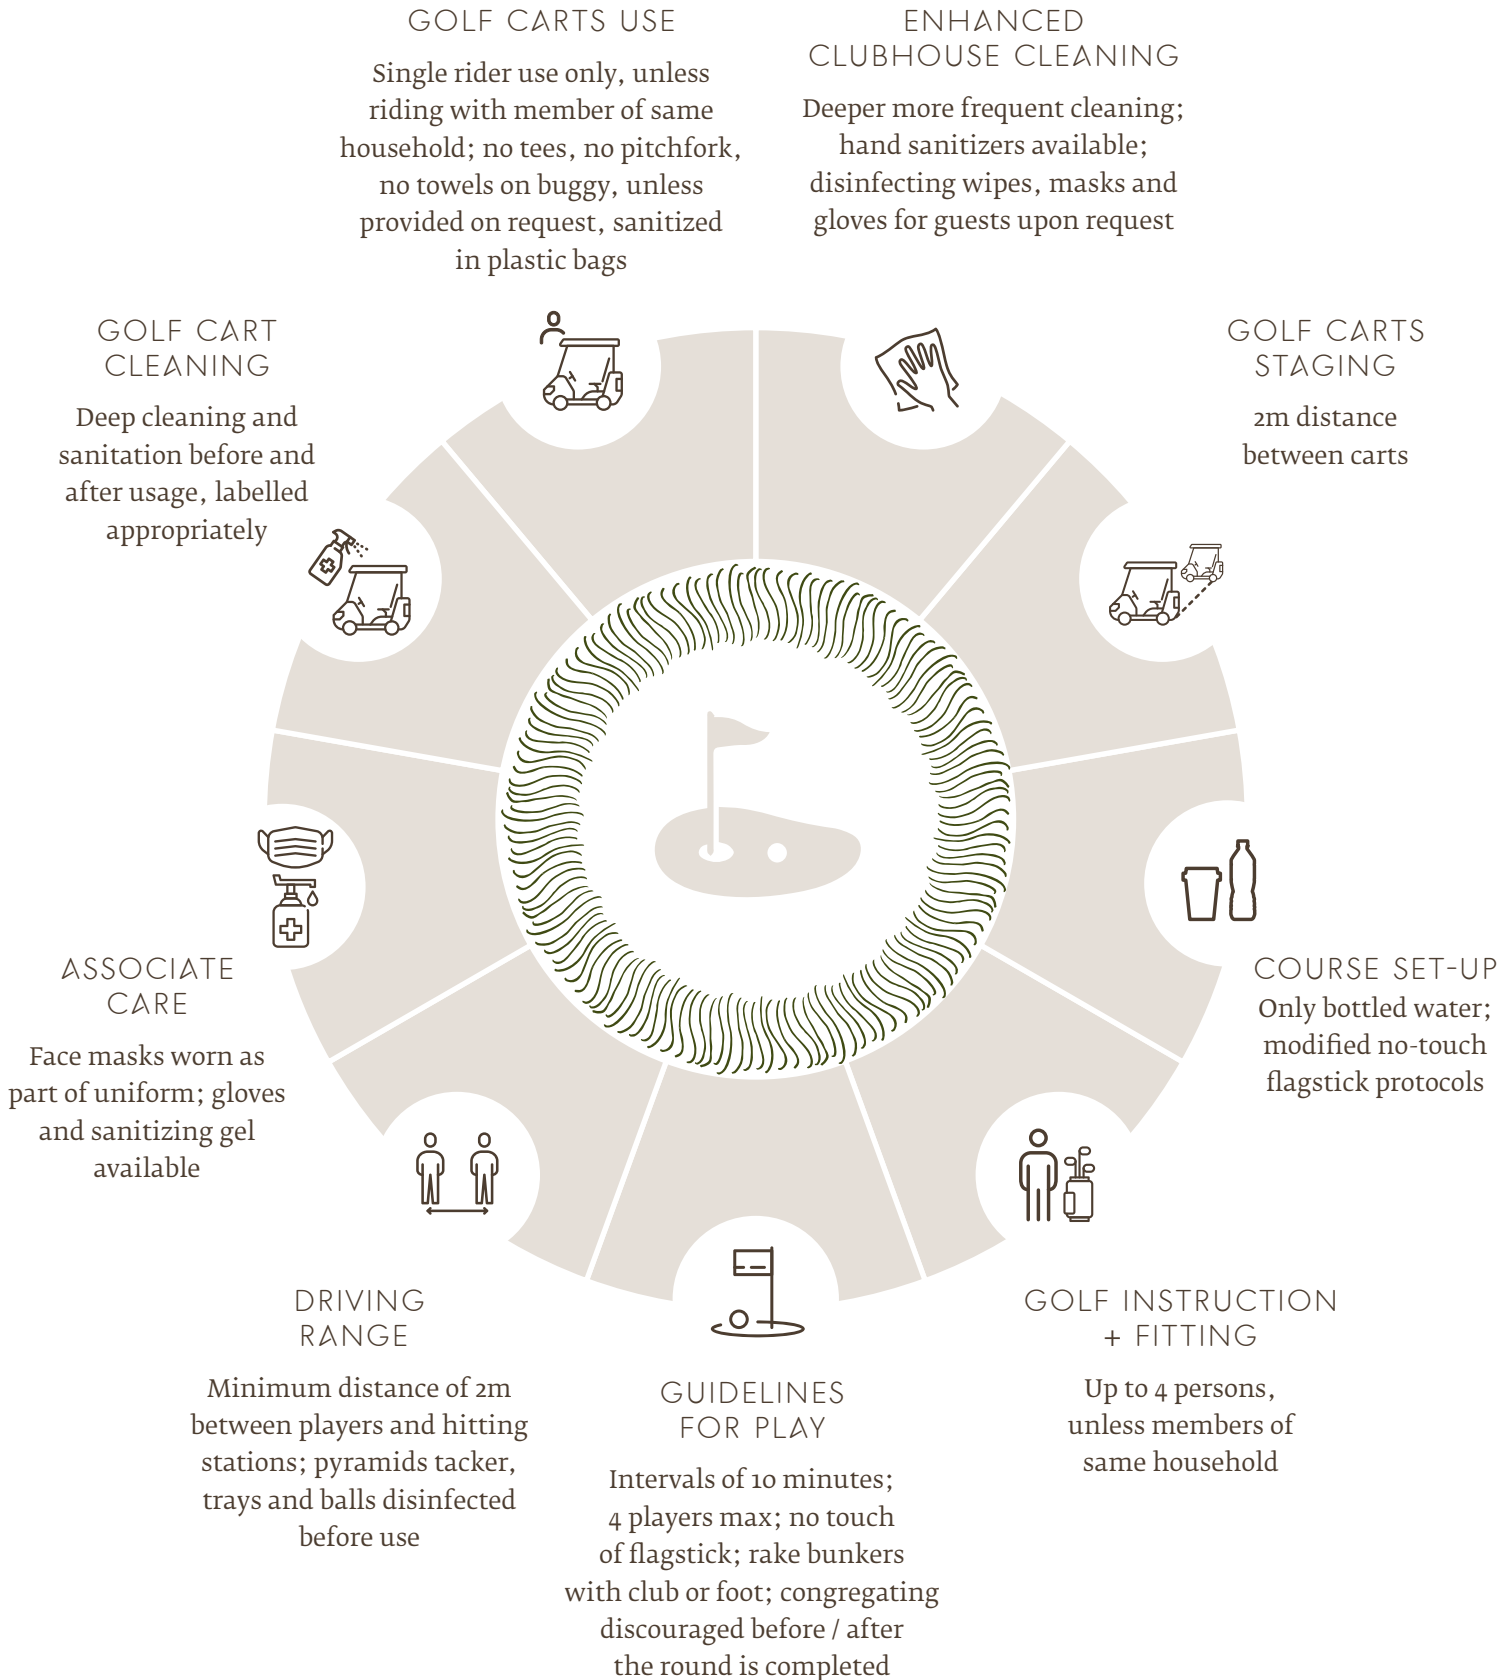 GOLF CARTS USE
Single rider use only, unless
riding with member of same
household; no tees, no pitchfork,
no towels on buggy, unless
provided on request, sanitized
in plastic bags
ENHANCED
CLUBHOUSE CLEANING
Deeper more frequent cleaning;
hand sanitizers available;
disinfecting wipes, masks and
gloves for guests upon request
GOLF CART
CLEANING
Deep cleaning and
sanitation before and
after usage, labelled
appropriately
GOLF CARTS
STAGING
2m distance
between carts
ASSOCIATE
CARE
Face masks worn as
part of uniform; gloves
and sanitizing gel
available
COURSE SET-UP
Only bottled water;
modified no-touch
flagstick protocols
DRIVING
RANGE
Minimum distance of 2m
between players and hitting
stations; pyramids tacker,
trays and balls disinfected
before use
GUIDELINES
FOR PLAY
Intervals of 10 minutes;
4 players max; no touch
of flagstick; rake bunkers
with club or foot; congregating
discouraged before / after
the round is completed
GOLF INSTRUCTION
+ FITTING
Up to 4 persons,
unless members of
same household